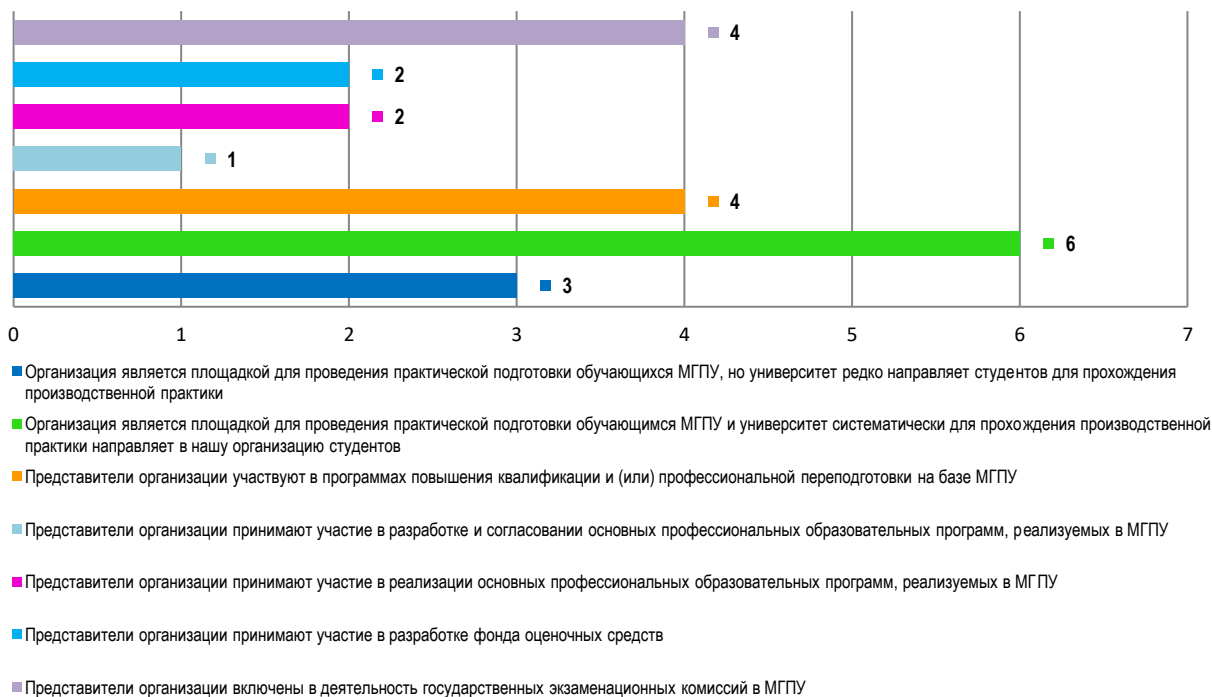 4
2
2
1
4
6
3
0 1 2 3 4 5 6 7
Организация является площадкой для проведения практической подготовки обучающихся МГПУ, но университет редко направляет студентов для прохождения
производственной практики
Организация является площадкой для проведения практической подготовки обучающимся МГПУ и университет систематически для прохождения производственной
практики направляет в нашу организацию студентов
Представители организации участвуют в программах повышения квалификации и (или) профессиональной переподготовки на базе МГПУ
Представители организации принимают участие в разработке и согласовании основных профессиональных образовательных программ, реализуемых в МГПУ
Представители организации принимают участие в реализации основных профессиональных образовательных программ, реализуемых в МГПУ
Представители организации принимают участие в разработке фонда оценочных средств
Представители организации включены в деятельность государственных экзаменационных комиссий в МГПУ